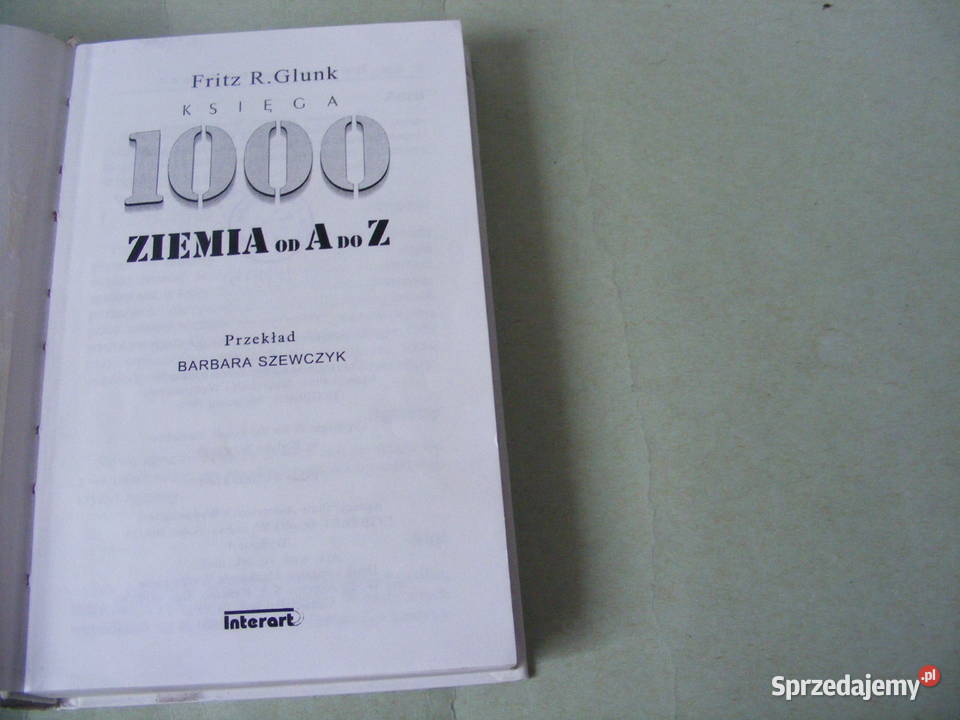 Fritz R.Glunk
KSIĘGA
1000
ZIEMIA OD A DO Z
Przekład
BARBARA SZEWCZYK
Interart
Sprzedajemy.pl